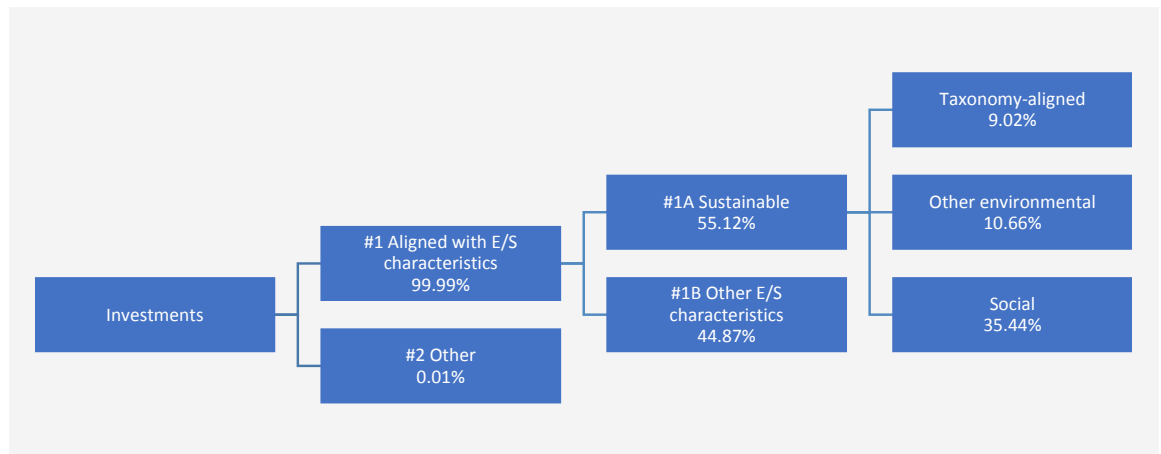 Investments
#1 Aligned with E/S
characteristics
99.99%
#2 Other
0.01%
#1A Sustainable
55.12%
#1B Other E/S
characteristics
44.87%
Taxonomy-aligned
9.02%
Other environmental
10.66%
Social
35.44%